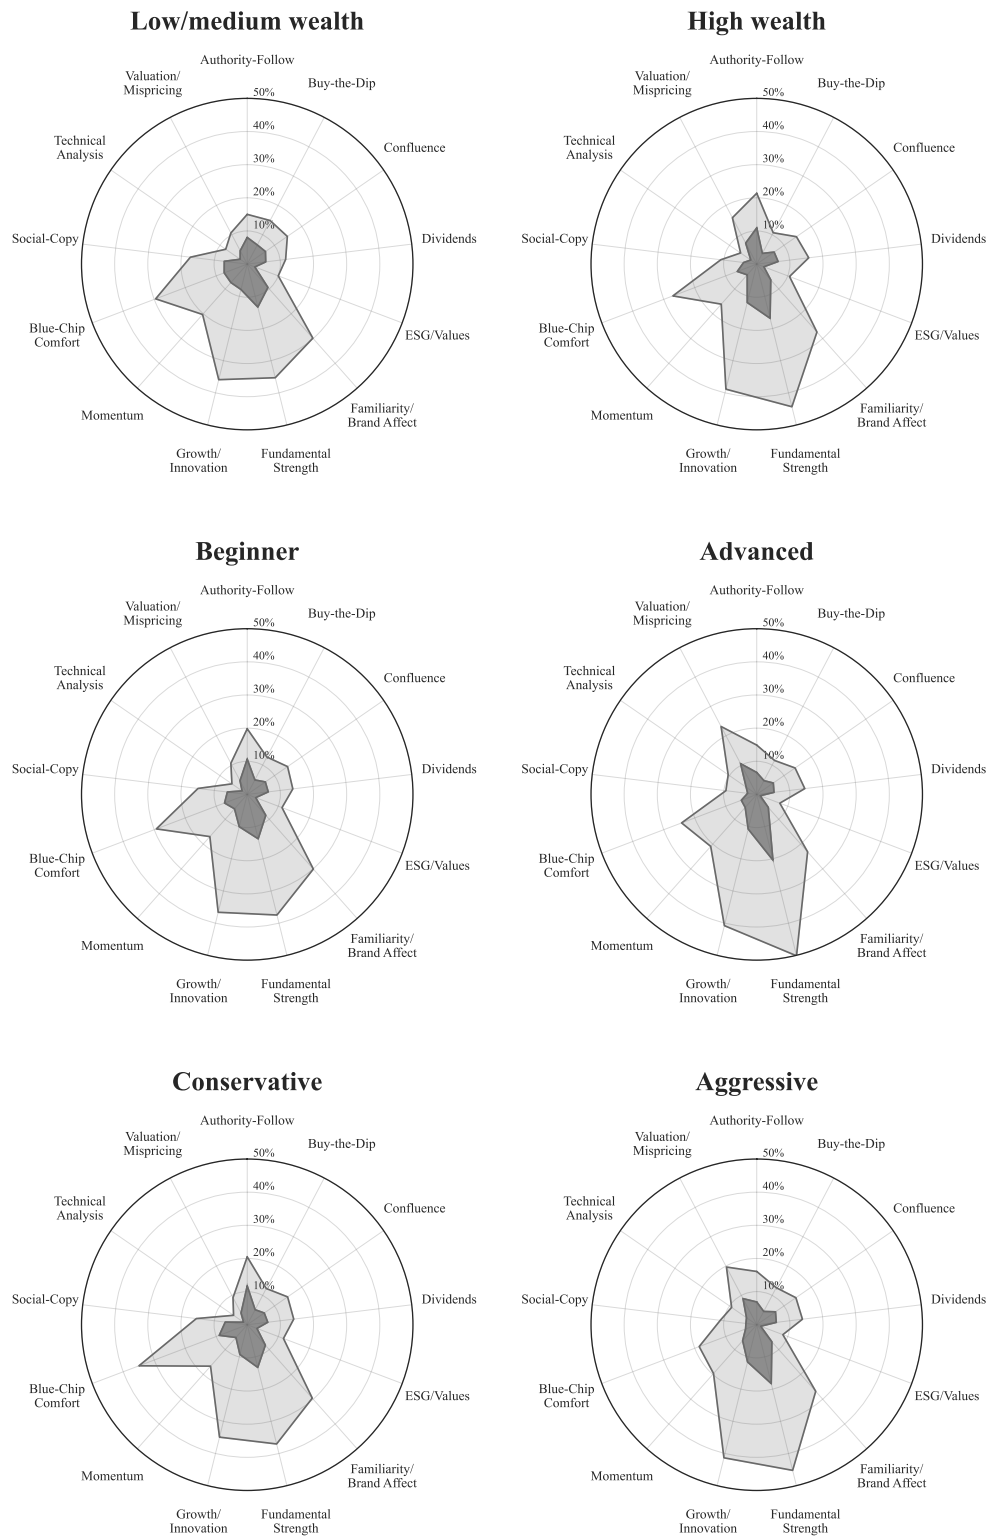 Low/medium wealth
Authority-Follow
Buy-the-Dip
Confluence
Dividends
ESG/Values
Familiarity/
Brand Affect
Fundamental
Strength
Growth/
Innovation
Momentum
Blue-Chip
Comfort
Social-Copy
Technical
Analysis
Valuation/
Mispricing
50%
40%
30%
20%
10%
High wealth
Authority-Follow
Buy-the-Dip
Confluence
Dividends
ESG/Values
Familiarity/
Brand Affect
Fundamental
Strength
Growth/
Innovation
Momentum
Blue-Chip
Comfort
Social-Copy
Technical
Analysis
Valuation/
Mispricing
50%
40%
30%
20%
10%
Beginner
Authority-Follow
Buy-the-Dip
Confluence
Dividends
ESG/Values
Familiarity/
Brand Affect
Fundamental
Strength
Growth/
Innovation
Momentum
Blue-Chip
Comfort
Social-Copy
Technical
Analysis
Valuation/
Mispricing
50%
40%
30%
20%
10%
Advanced
Authority-Follow
Buy-the-Dip
Confluence
Dividends
ESG/Values
Familiarity/
Brand Affect
Fundamental
Strength
Growth/
Innovation
Momentum
Blue-Chip
Comfort
Social-Copy
Technical
Analysis
Valuation/
Mispricing
50%
40%
30%
20%
10%
Conservative
Authority-Follow
Buy-the-Dip
Confluence
Dividends
ESG/Values
Familiarity/
Brand Affect
Fundamental
Strength
Growth/
Innovation
Momentum
Blue-Chip
Comfort
Social-Copy
Technical
Analysis
Valuation/
Mispricing
50%
40%
30%
20%
10%
Aggressive
Authority-Follow
Buy-the-Dip
Confluence
Dividends
ESG/Values
Familiarity/
Brand Affect
Fundamental
Strength
Growth/
Innovation
Momentum
Blue-Chip
Comfort
Social-Copy
Technical
Analysis
Valuation/
Mispricing
50%
40%
30%
20%
10%